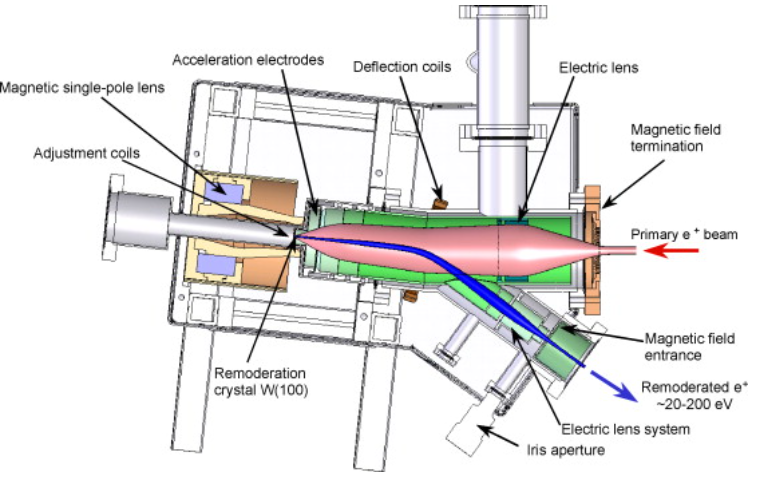 Acceleration electrodes
Deflection coils
Electric lens
Magnetic single-pole lens
Magnetic field
termination
Adjustment coils
Primary e⁺ beam
Magnetic field
entrance
Remoderation
crystal W(100)
Remoderated e⁺
~20-200 eV
Electric lens system
Iris aperture